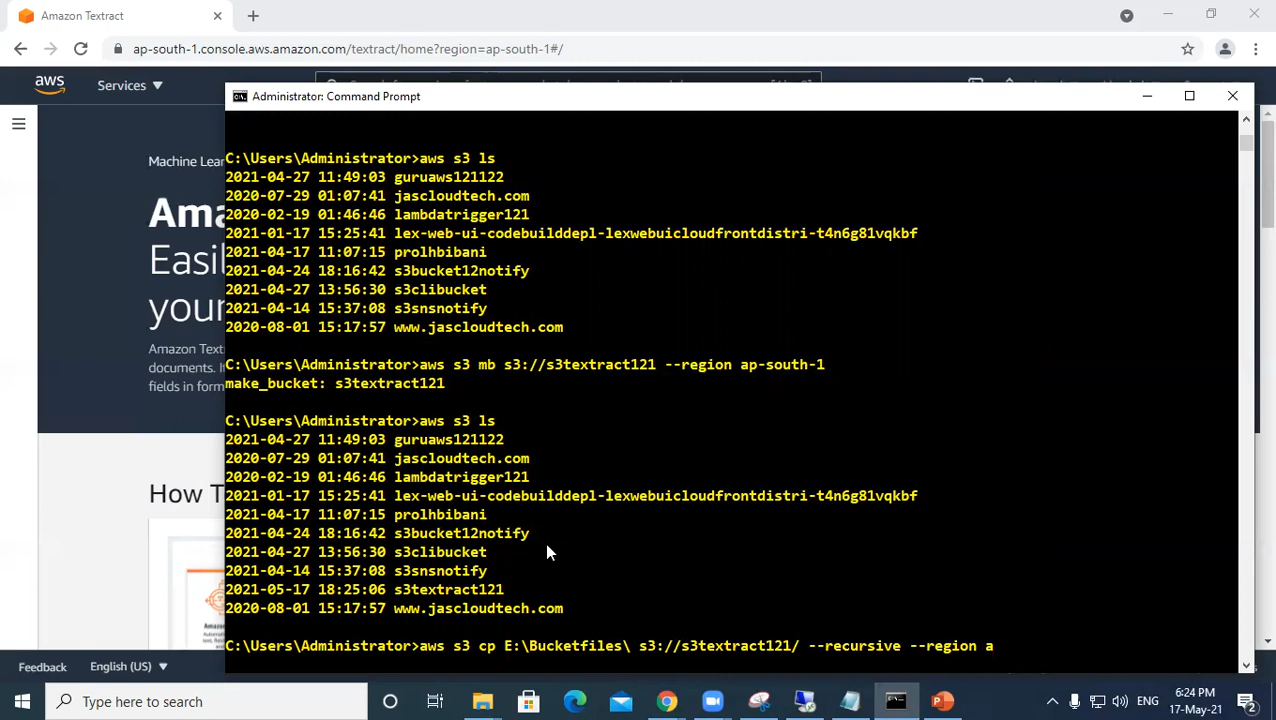 Amazon Textract
ap-south-1.console.aws.amazon.com/textract/home?region=ap-south-1#/
aws
Services
Administrator: Command Prompt
Machine Lear
Ama
Easil
your
Amazon Text
documents. It
fields in form
How T
C:\Users\Administrator>aws s3 ls
2021-04-27 11:49:03 guruaws121122
2020-07-29 01:07:41 jascloudtech.com
2020-02-19 01:46:46 lambdatrigger121
2021-01-17 15:25:41 lex-web-ui-codebuilddepl-lexwebuicloudfrontdistri-t4n6g81vqkbf
2021-04-17 11:07:15 prolhbibani
2021-04-24 18:16:42 s3bucket12notify
2021-04-27 13:56:30 s3clibucket
2021-04-14 15:37:08 s3snsnotify
2020-08-01 15:17:57 www.jascloudtech.com
C:\Users\Administrator>aws s3 mb s3://s3textract121 --region ap-south-1
make_bucket: s3textract121
C:\Users\Administrator>aws s3 ls
2021-04-27 11:49:03 guruaws121122
2020-07-29 01:07:41 jascloudtech.com
2020-02-19 01:46:46 lambdatrigger121
2021-01-17 15:25:41 lex-web-ui-codebuilddepl-lexwebuicloudfrontdistri-t4n6g81vqkbf
2021-04-17 11:07:15 prolhbibani
2021-04-24 18:16:42 s3bucket12notify
2021-04-27 13:56:30 s3clibucket
2021-04-14 15:37:08 s3snsnotify
2021-05-17 18:25:06 s3textract121
2020-08-01 15:17:57 www.jascloudtech.com
C:\Users\Administrator>aws s3 cp E:\Bucketfiles\ s3://s3textract121/ --recursive --region a
Feedback
English (US)
Type here to search
ENG
6:24 PM
17-May-21
2